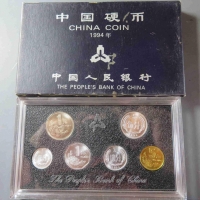 中国硬币
CHINA COIN
1994年
中国人民银行
THE PEOPLE'S BANK OF CHINA
The People's Bank of China